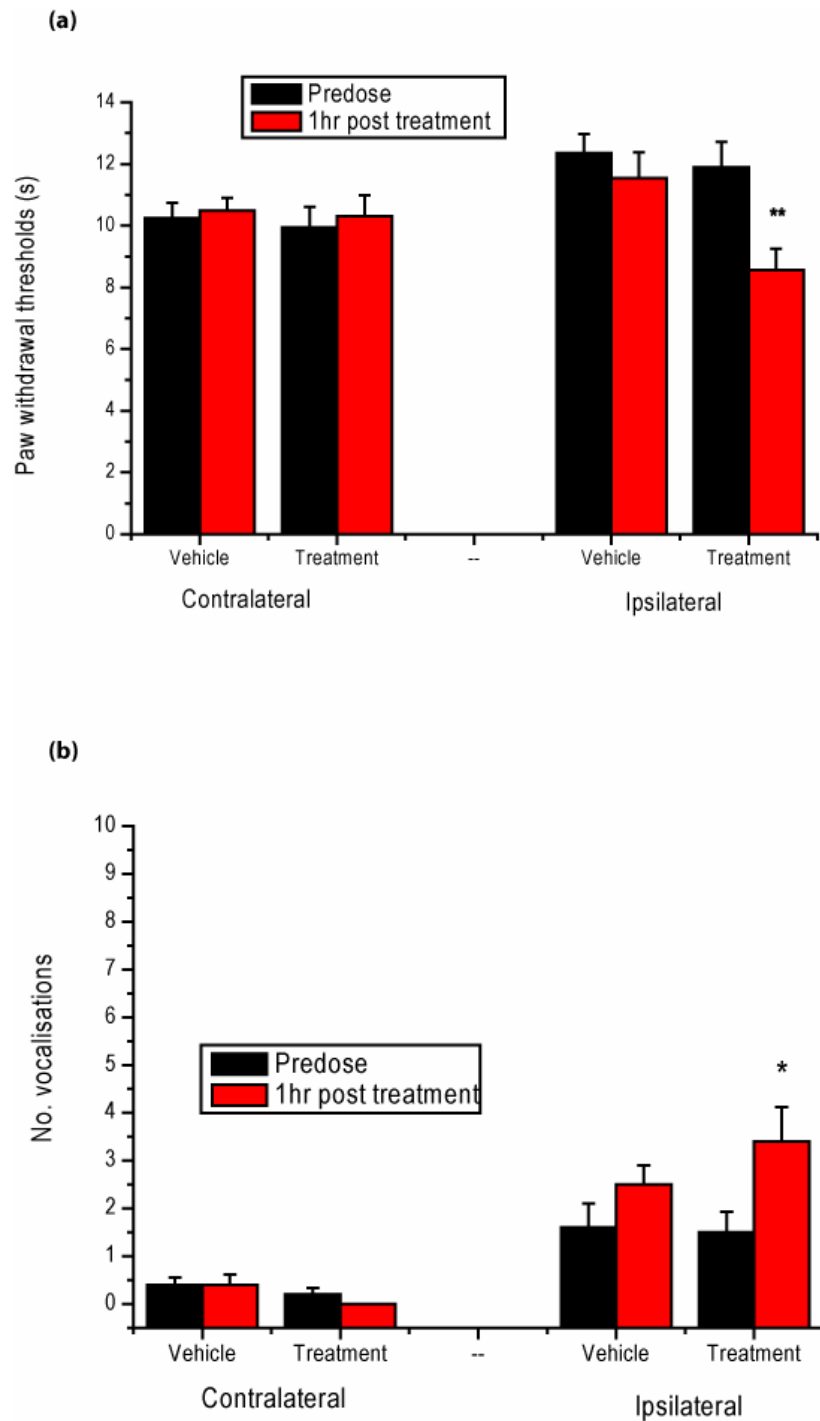 (a)
Predose
1hr post treatment
14
12
10
8
6
4
2
0
Paw withdrawal thresholds (s)
**
Vehicle
Treatment
--
Vehicle
Treatment
Contralateral
Ipsilateral
(b)
10
9
8
7
6
5
4
3
2
1
0
No. vocalisations
Predose
1hr post treatment
*
Vehicle
Treatment
--
Vehicle
Treatment
Contralateral
Ipsilateral